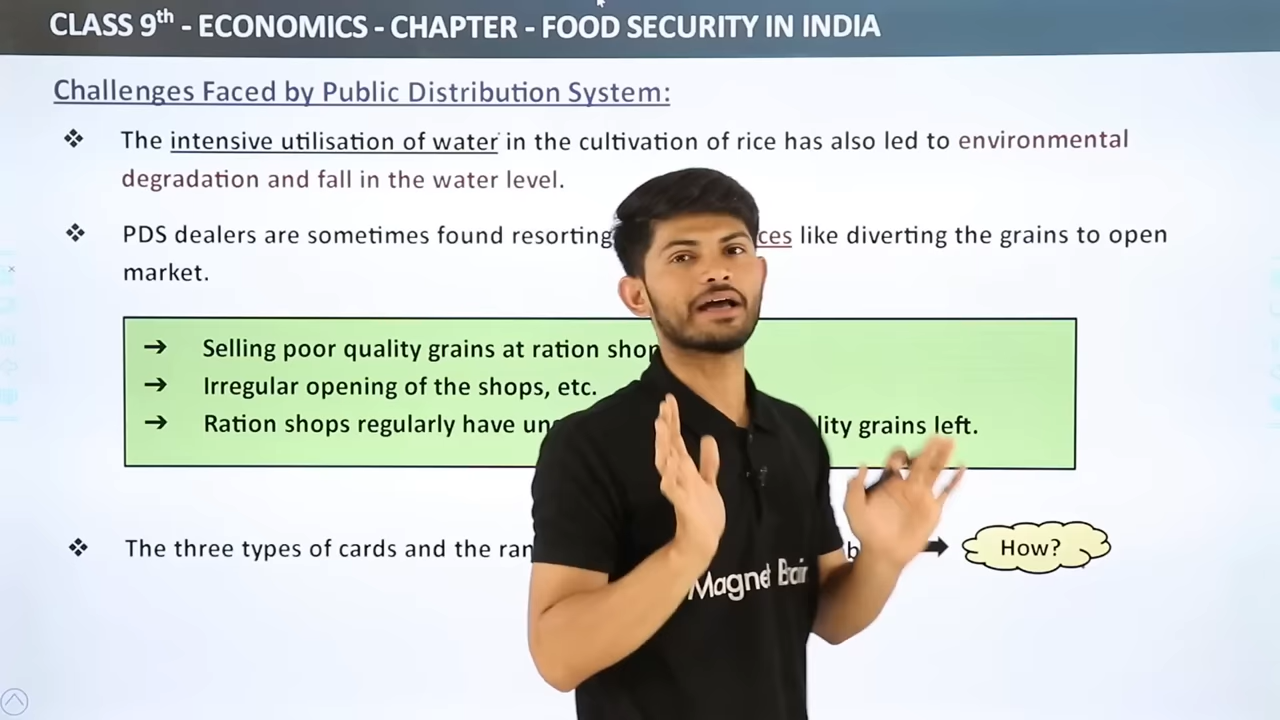 CLASS 9th - ECONOMICS - CHAPTER - FOOD SECURITY IN INDIA
Challenges Faced by Public Distribution System:
❖ The intensive utilisation of water in the cultivation of rice has also led to environmental
degradation and fall in the water level.
❖ PDS dealers are sometimes found resorting like diverting the grains to open
market.
→ Selling poor quality grains at ration
→ Irregular opening of the shops, etc.
→ Ration shops regularly have grains left.
❖ The three types of cards and the How?
Magnet Brain